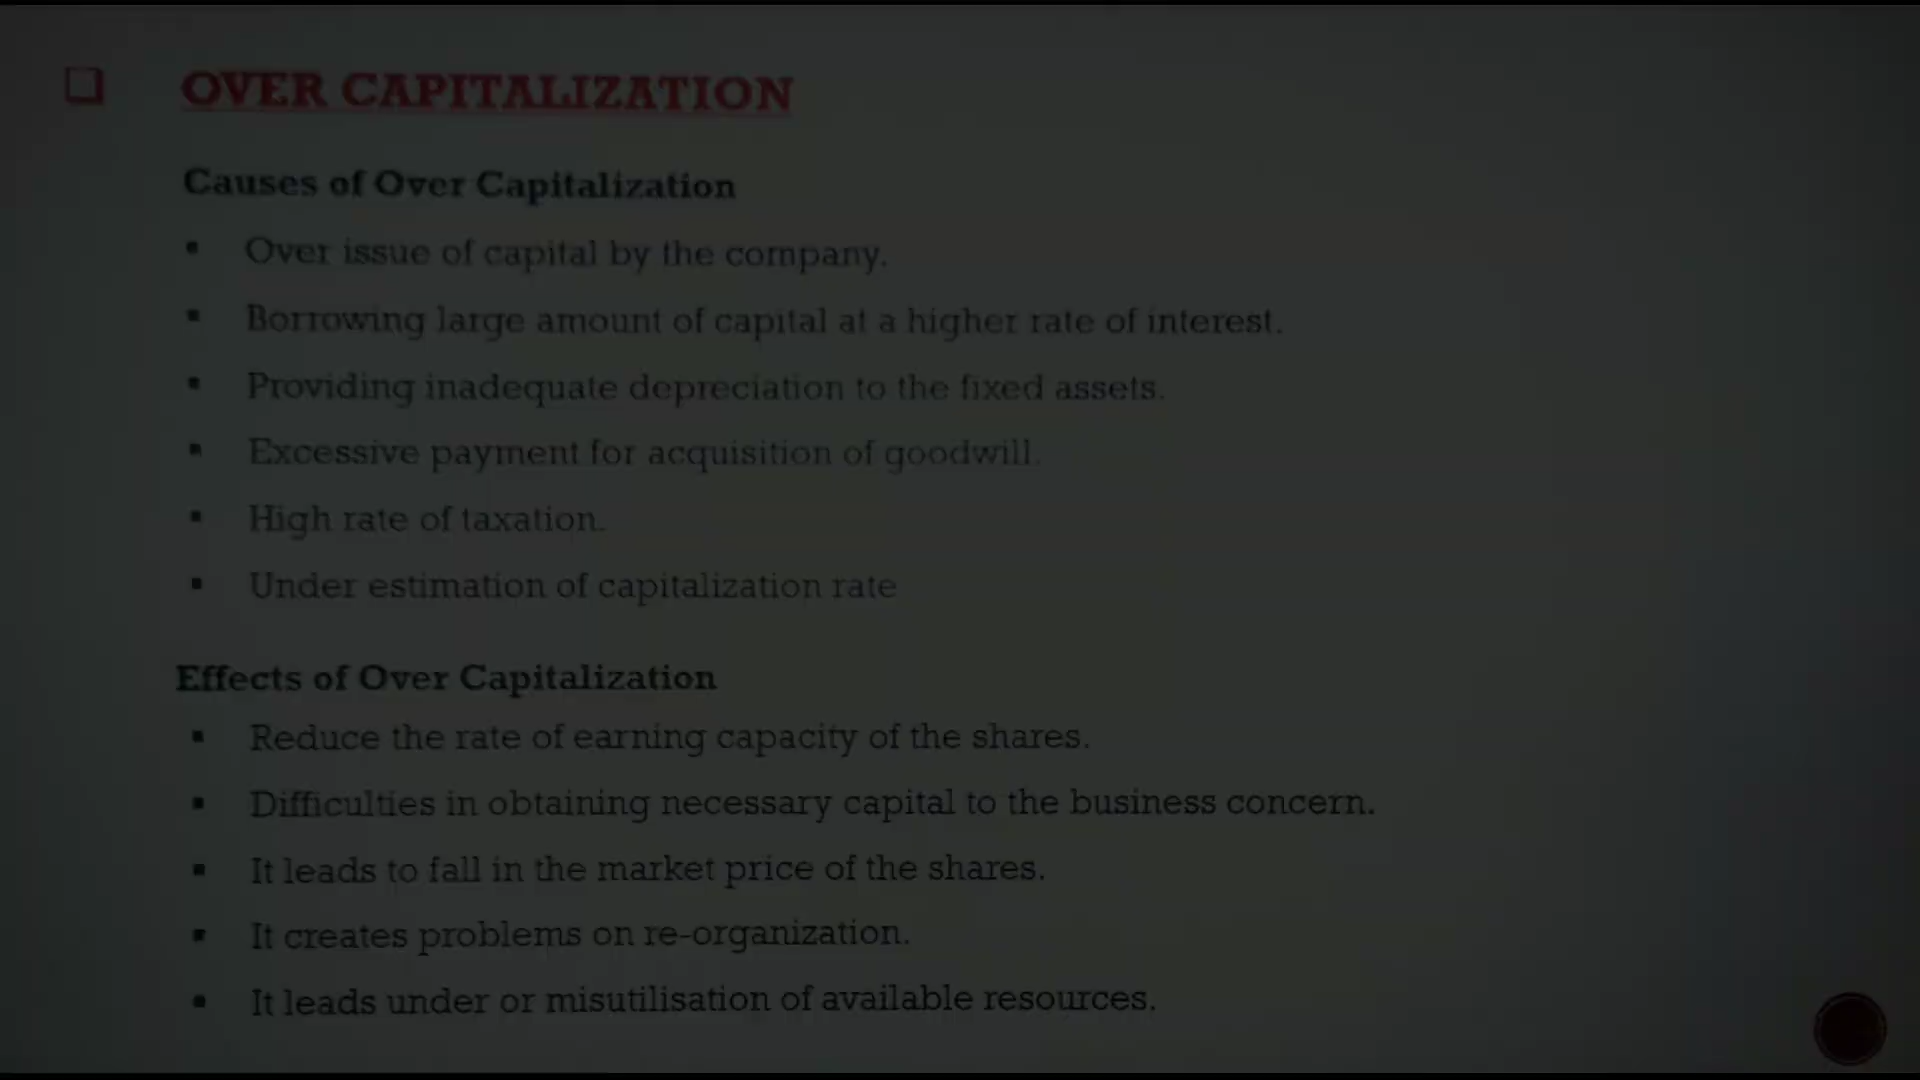 OVER CAPITALIZATION
Causes of Over Capitalization
Over issue of capital by the company.
Borrowing large amount of capital at a higher rate of interest.
Providing inadequate depreciation to the fixed assets.
Excessive payment for acquisition of goodwill.
High rate of taxation.
Under estimation of capitalization rate
Effects of Over Capitalization
Reduce the rate of earning capacity of the shares.
Difficulties in obtaining necessary capital to the business concern.
It leads to fall in the market price of the shares.
It creates problems on re-organization.
It leads under or misutilisation of available resources.